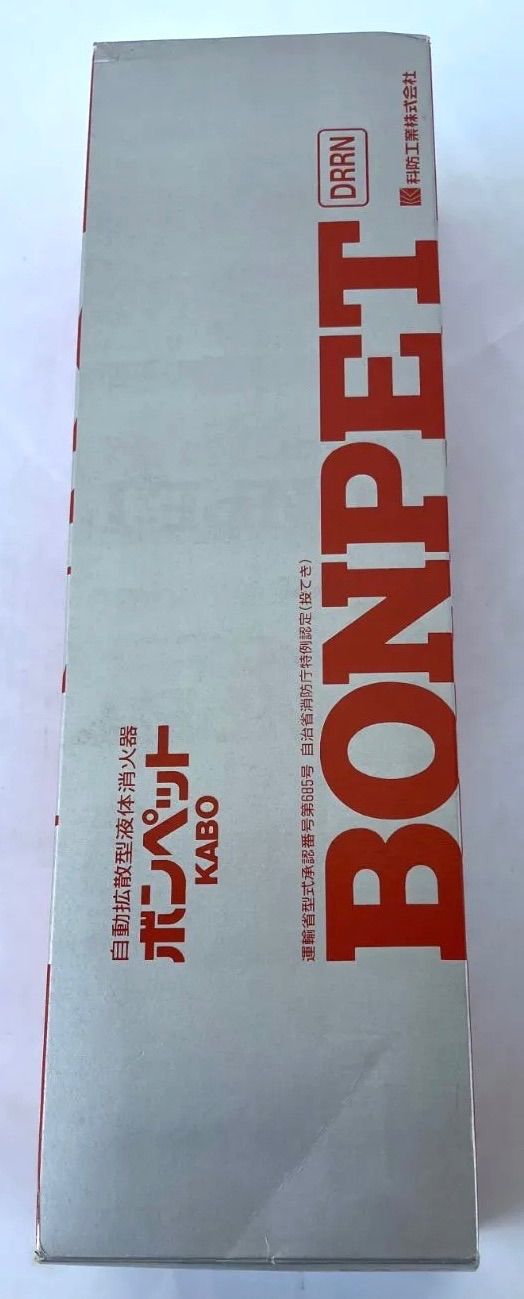 自動拡散型液体消火器
ボンペット
KABO
運輸省型式承認番号第685号 自治省消防庁特例認定(投てき)
BONPET
DRRN
科防工業株式会社